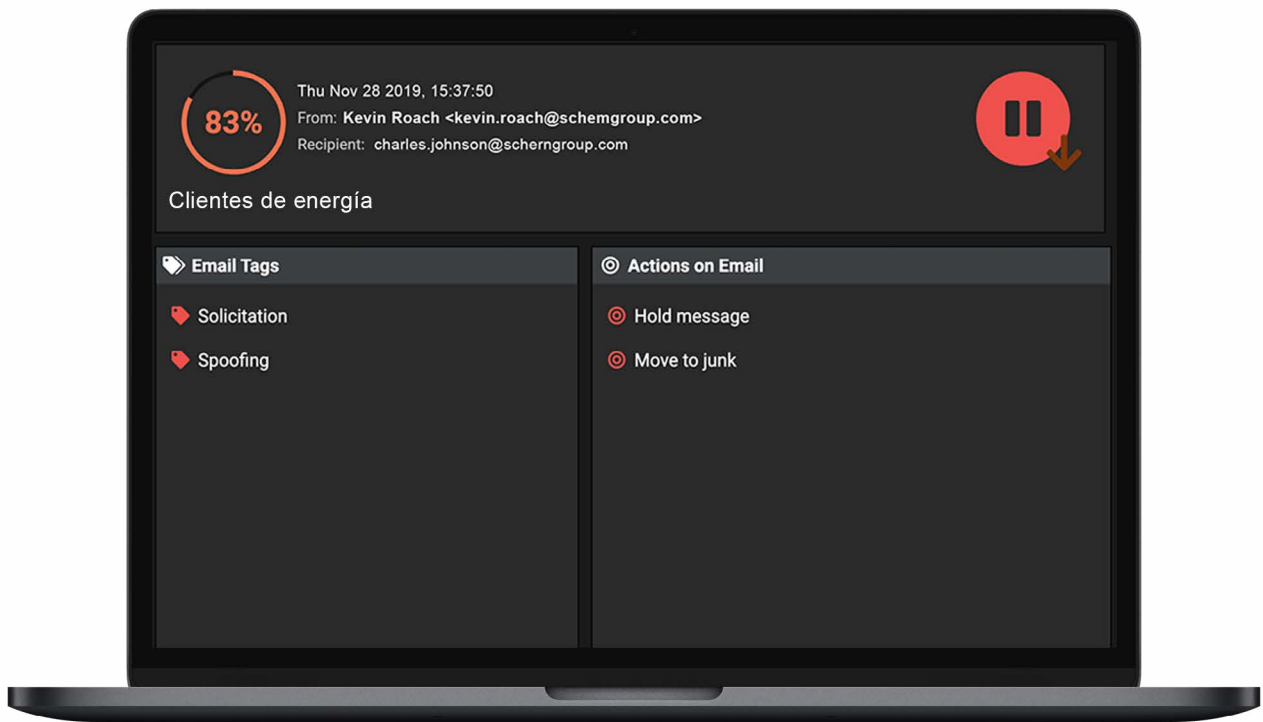 83%
Thu Nov 28 2019, 15:37:50
From: Kevin Roach <kevin.roach@schemgroup.com>
Recipient: charles.johnson@scherngroup.com
Clientes de energía
Email Tags
Solicitation
Spoofing
Actions on Email
Hold message
Move to junk